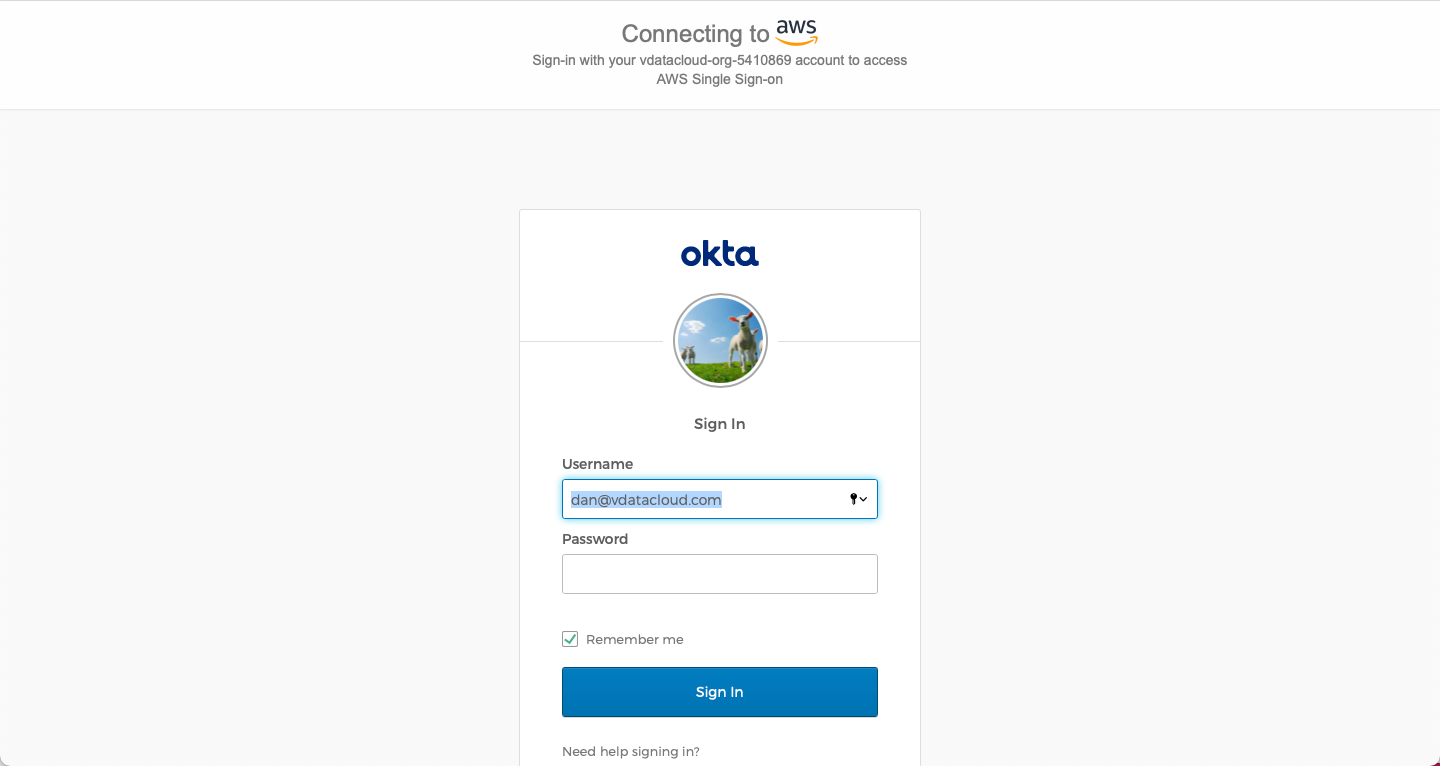 Connecting to aws
Sign-in with your vdatacloud-org-5410869 account to access
AWS Single Sign-on
okta
Sign In
Username
dan@vdatacloud.com
Password
Remember me
Sign In
Need help signing in?